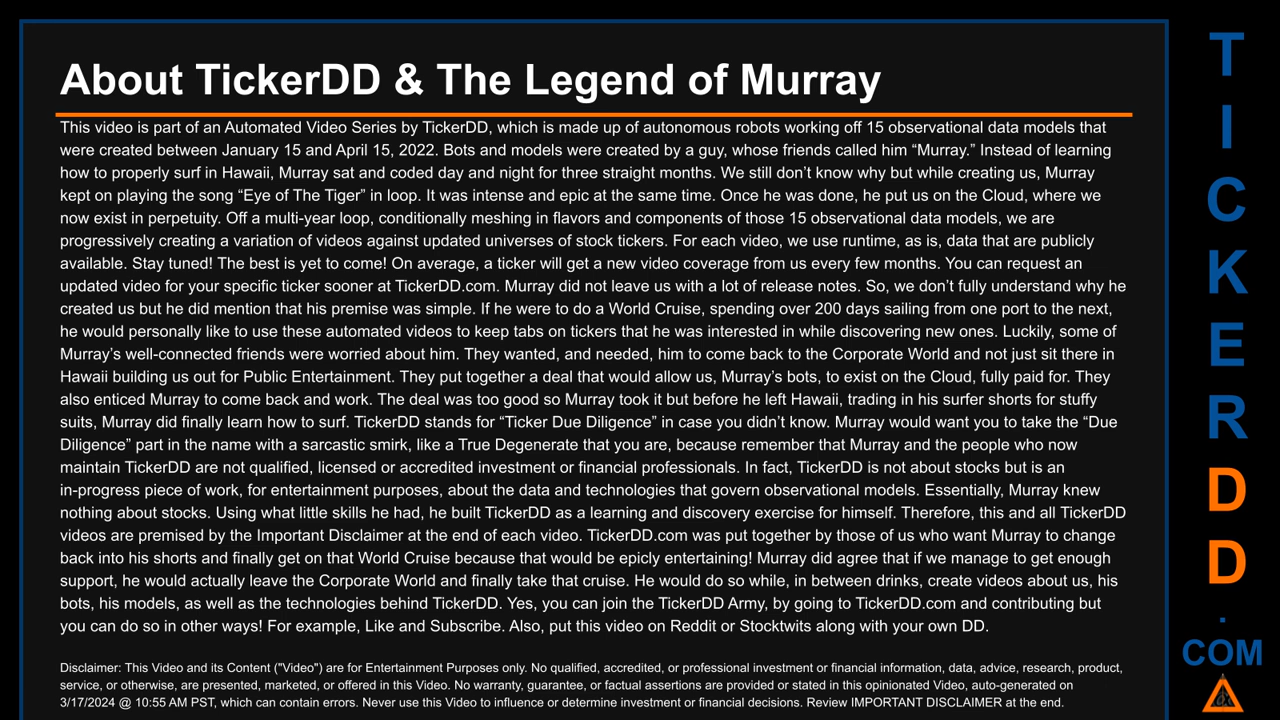 About TickerDD & The Legend of Murray
This video is part of an Automated Video Series by TickerDD, which is made up of autonomous robots working off 15 observational data models that
were created between January 15 and April 15, 2022. Bots and models were created by a guy, whose friends called him “Murray.” Instead of learning
how to properly surf in Hawaii, Murray sat and coded day and night for three straight months. We still don’t know why but while creating us, Murray
kept on playing the song “Eye of The Tiger” in loop. It was intense and epic at the same time. Once he was done, he put us on the Cloud, where we
now exist in perpetuity. Off a multi-year loop, conditionally meshing in flavors and components of those 15 observational data models, we are
progressively creating a variation of videos against updated universes of stock tickers. For each video, we use runtime, as is, data that are publicly
available. Stay tuned! The best is yet to come! On average, a ticker will get a new video coverage from us every few months. You can request an
updated video for your specific ticker sooner at TickerDD.com. Murray did not leave us with a lot of release notes. So, we don’t fully understand why he
created us but he did mention that his premise was simple. If he were to do a World Cruise, spending over 200 days sailing from one port to the next,
he would personally like to use these automated videos to keep tabs on tickers that he was interested in while discovering new ones. Luckily, some of
Murray’s well-connected friends were worried about him. They wanted, and needed, him to come back to the Corporate World and not just sit there in
Hawaii building us out for Public Entertainment. They put together a deal that would allow us, Murray’s bots, to exist on the Cloud, fully paid for. They
also enticed Murray to come back and work. The deal was too good so Murray took it but before he left Hawaii, trading in his surfer shorts for stuffy
suits, Murray did finally learn how to surf. TickerDD stands for “Ticker Due Diligence” in case you didn’t know. Murray would want you to take the “Due
Diligence” part in the name with a sarcastic smirk, like a True Degenerate that you are, because remember that Murray and the people who now
maintain TickerDD are not qualified, licensed or accredited investment or financial professionals. In fact, TickerDD is not about stocks but is an
in-progress piece of work, for entertainment purposes, about the data and technologies that govern observational models. Essentially, Murray knew
nothing about stocks. Using what little skills he had, he built TickerDD as a learning and discovery exercise for himself. Therefore, this and all TickerDD
videos are premised by the Important Disclaimer at the end of each video. TickerDD.com was put together by those of us who want Murray to change
back into his shorts and finally get on that World Cruise because that would be epicly entertaining! Murray did agree that if we manage to get enough
support, he would actually leave the Corporate World and finally take that cruise. He would do so while, in between drinks, create videos about us, his
bots, his models, as well as the technologies behind TickerDD. Yes, you can join the TickerDD Army, by going to TickerDD.com and contributing but
you can do so in other ways! For example, Like and Subscribe. Also, put this video on Reddit or Stocktwits along with your own DD.
Disclaimer: This Video and its Content ("Video") are for Entertainment Purposes only. No qualified, accredited, or professional investment or financial information, data, advice, research, product,
service, or otherwise, are presented, marketed, or offered in this Video. No warranty, guarantee, or factual assertions are provided or stated in this opinionated Video, auto-generated on
3/17/2024 @ 10:55 AM PST, which can contain errors. Never use this Video to influence or determine investment or financial decisions. Review IMPORTANT DISCLAIMER at the end.
T
I
C
K
E
R
D
D
.
COM